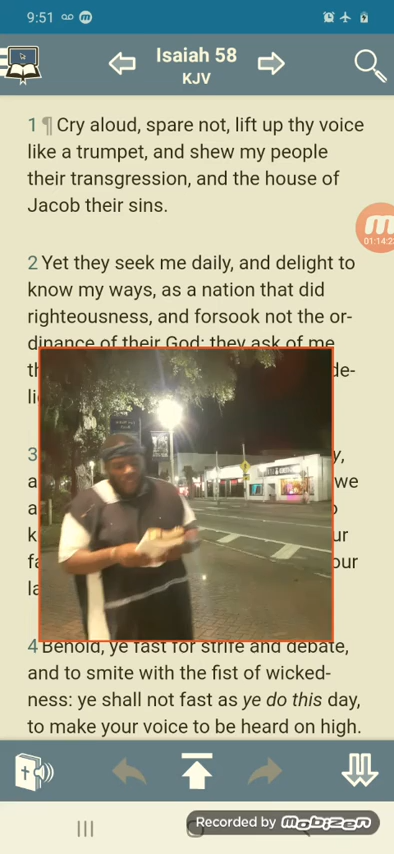 9:51
Isaiah 58
KJV
1 ¶ Cry aloud, spare not, lift up thy voice
like a trumpet, and shew my people
their transgression, and the house of
Jacob their sins.
01:14:2
2 Yet they seek me daily, and delight to
know my ways, as a nation that did
righteousness, and forsook not the or-
dinance of their God: they ask of me
th de-
li
3 y,
a we
a
k ur
fa our
la
4 Behold, ye fast for strife and debate,
and to smite with the fist of wicked-
ness: ye shall not fast as ye do this day,
to make your voice to be heard on high.
Recorded by mobizen